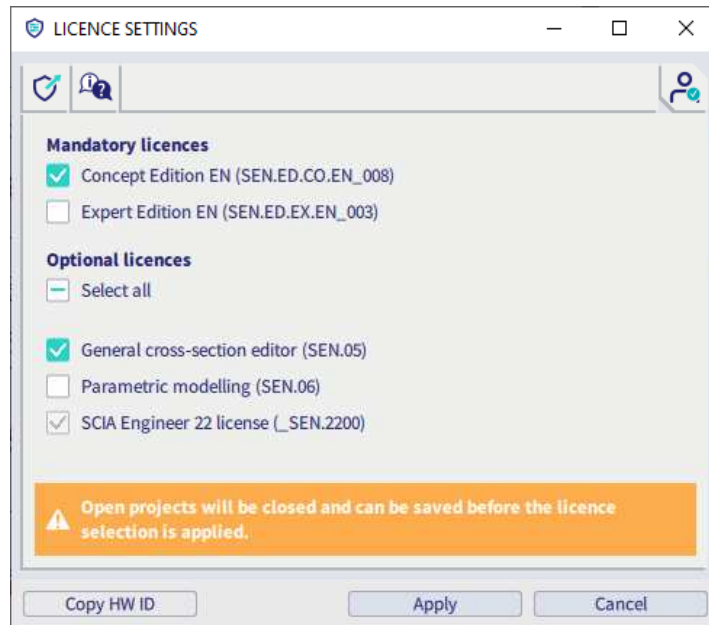 LICENCE SETTINGS
Mandatory licences
Concept Edition EN (SEN.ED.CO.EN_008)
Expert Edition EN (SEN.ED.EX.EN_003)
Optional licences
Select all
General cross-section editor (SEN.05)
Parametric modelling (SEN.06)
SCIA Engineer 22 license (_SEN.2200)
Open projects will be closed and can be saved before the licence
selection is applied.
Copy HW ID
Apply
Cancel